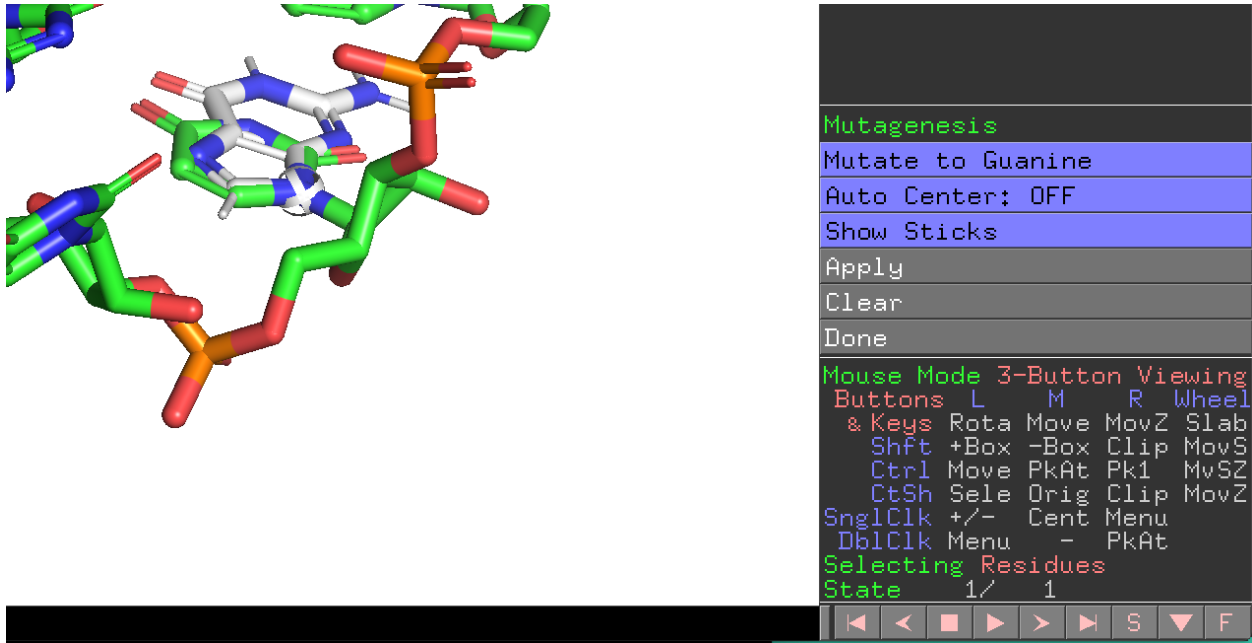 Mutagenesis
Mutate to Guanine
Auto Center: OFF
Show Sticks
Apply
Clear
Done
Mouse Mode 3-Button Viewing
Buttons L M R Wheel
& Keys Rota Move MovZ Slab
Shft +Box -Box Clip MovS
Ctrl Move PkAt Pk1 MvSZ
CtSh Sele Orig Clip MovZ
SnglClk +/- Cent Menu
DblClk Menu - PkAt
Selecting Residues
State 1/ 1
S F